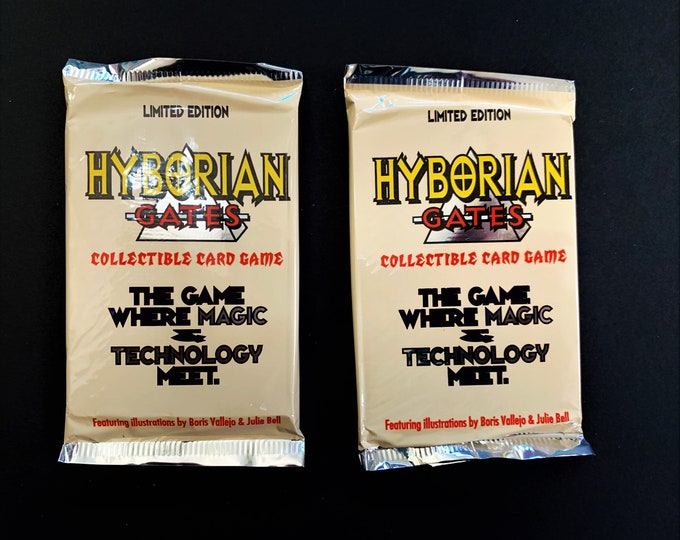 LIMITED EDITION
HYBORIAN
GATES
COLLECTIBLE CARD GAME
THE GAME
WHERE MAGIC
&
TECHNOLOGY
MEET.
Featuring illustrations by Boris Vallejo & Julie Bell
LIMITED EDITION
HYBORIAN
GATES
COLLECTIBLE CARD GAME
THE GAME
WHERE MAGIC
&
TECHNOLOGY
MEET.
Featuring illustrations by Boris Vallejo & Julie Bell